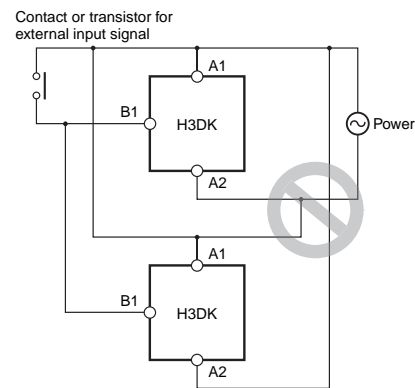 Contact or transistor for
external input signal
A1
B1
H3DK
Power
A2
A1
B1
H3DK
A2